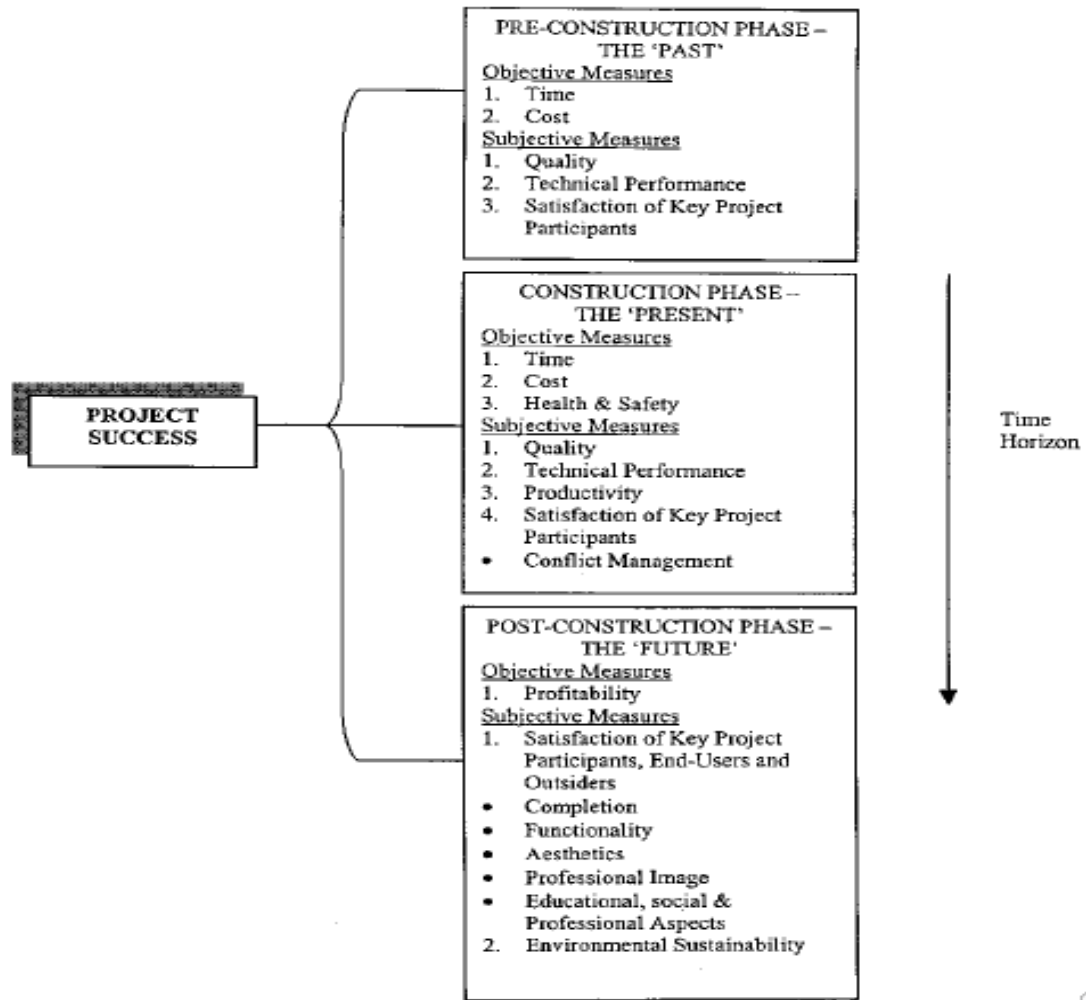 PRE-CONSTRUCTION PHASE –
THE ‘PAST’
Objective Measures
1. Time
2. Cost
Subjective Measures
1. Quality
2. Technical Performance
3. Satisfaction of Key Project
Participants
CONSTRUCTION PHASE –
THE ‘PRESENT’
Objective Measures
1. Time
2. Cost
3. Health & Safety
Subjective Measures
1. Quality
2. Technical Performance
3. Productivity
4. Satisfaction of Key Project
Participants
• Conflict Management
PROJECT
SUCCESS
Time
Horizon
POST-CONSTRUCTION PHASE –
THE ‘FUTURE’
Objective Measures
1. Profitability
Subjective Measures
1. Satisfaction of Key Project
Participants, End-Users and
Outsiders
• Completion
• Functionality
• Aesthetics
• Professional Image
• Educational, social &
Professional Aspects
2. Environmental Sustainability